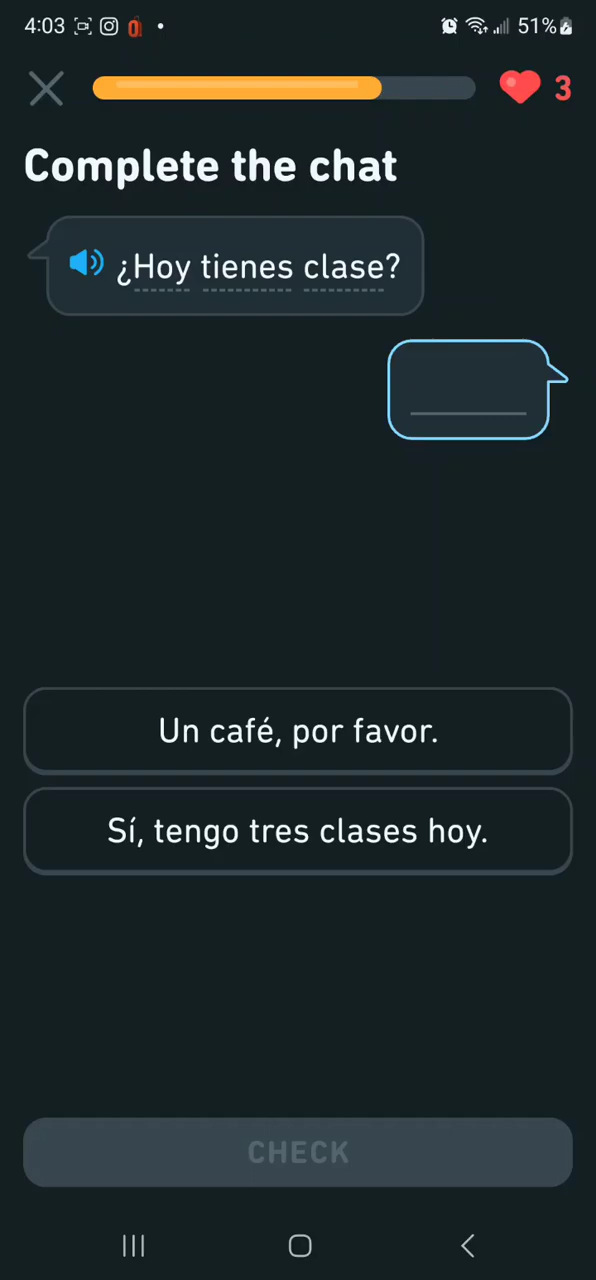 4:03 51%
3
Complete the chat
¿Hoy tienes clase?
Un café, por favor.
Sí, tengo tres clases hoy.
CHECK